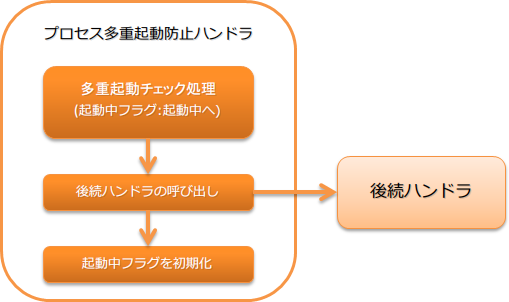 プロセス多重起動防止ハンドラ
多重起動チェック処理
(起動中フラグ:起動中へ)
後続ハンドラの呼び出し
後続ハンドラ
起動中フラグを初期化